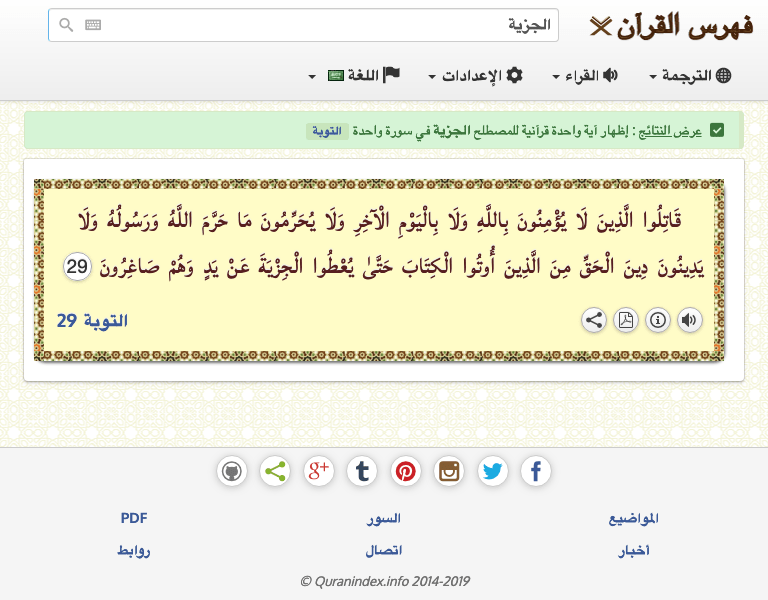 فهرس القرآن
الجزية
الترجمة
القراء
الإعدادات
اللغة
عرض النتائج : إظهار آية واحدة قرآنية للمصطلح الجزية في سورة واحدة التوبة
قَاتِلُوا الَّذِينَ لَا يُؤْمِنُونَ بِاللَّهِ وَلَا بِالْيَوْمِ الْآخِرِ وَلَا يُحَرِّمُونَ مَا حَرَّمَ اللَّهُ وَرَسُولُهُ وَلَا
يَدِينُونَ دِينَ الْحَقِّ مِنَ الَّذِينَ أُوتُوا الْكِتَابَ حَتَّىٰ يُعْطُوا الْجِزْيَةَ عَنْ يَدٍ وَهُمْ صَاغِرُونَ 29
التوبة 29
المواضيع
السور
PDF
أخبار
اتصال
روابط
© Quranindex.info 2014-2019